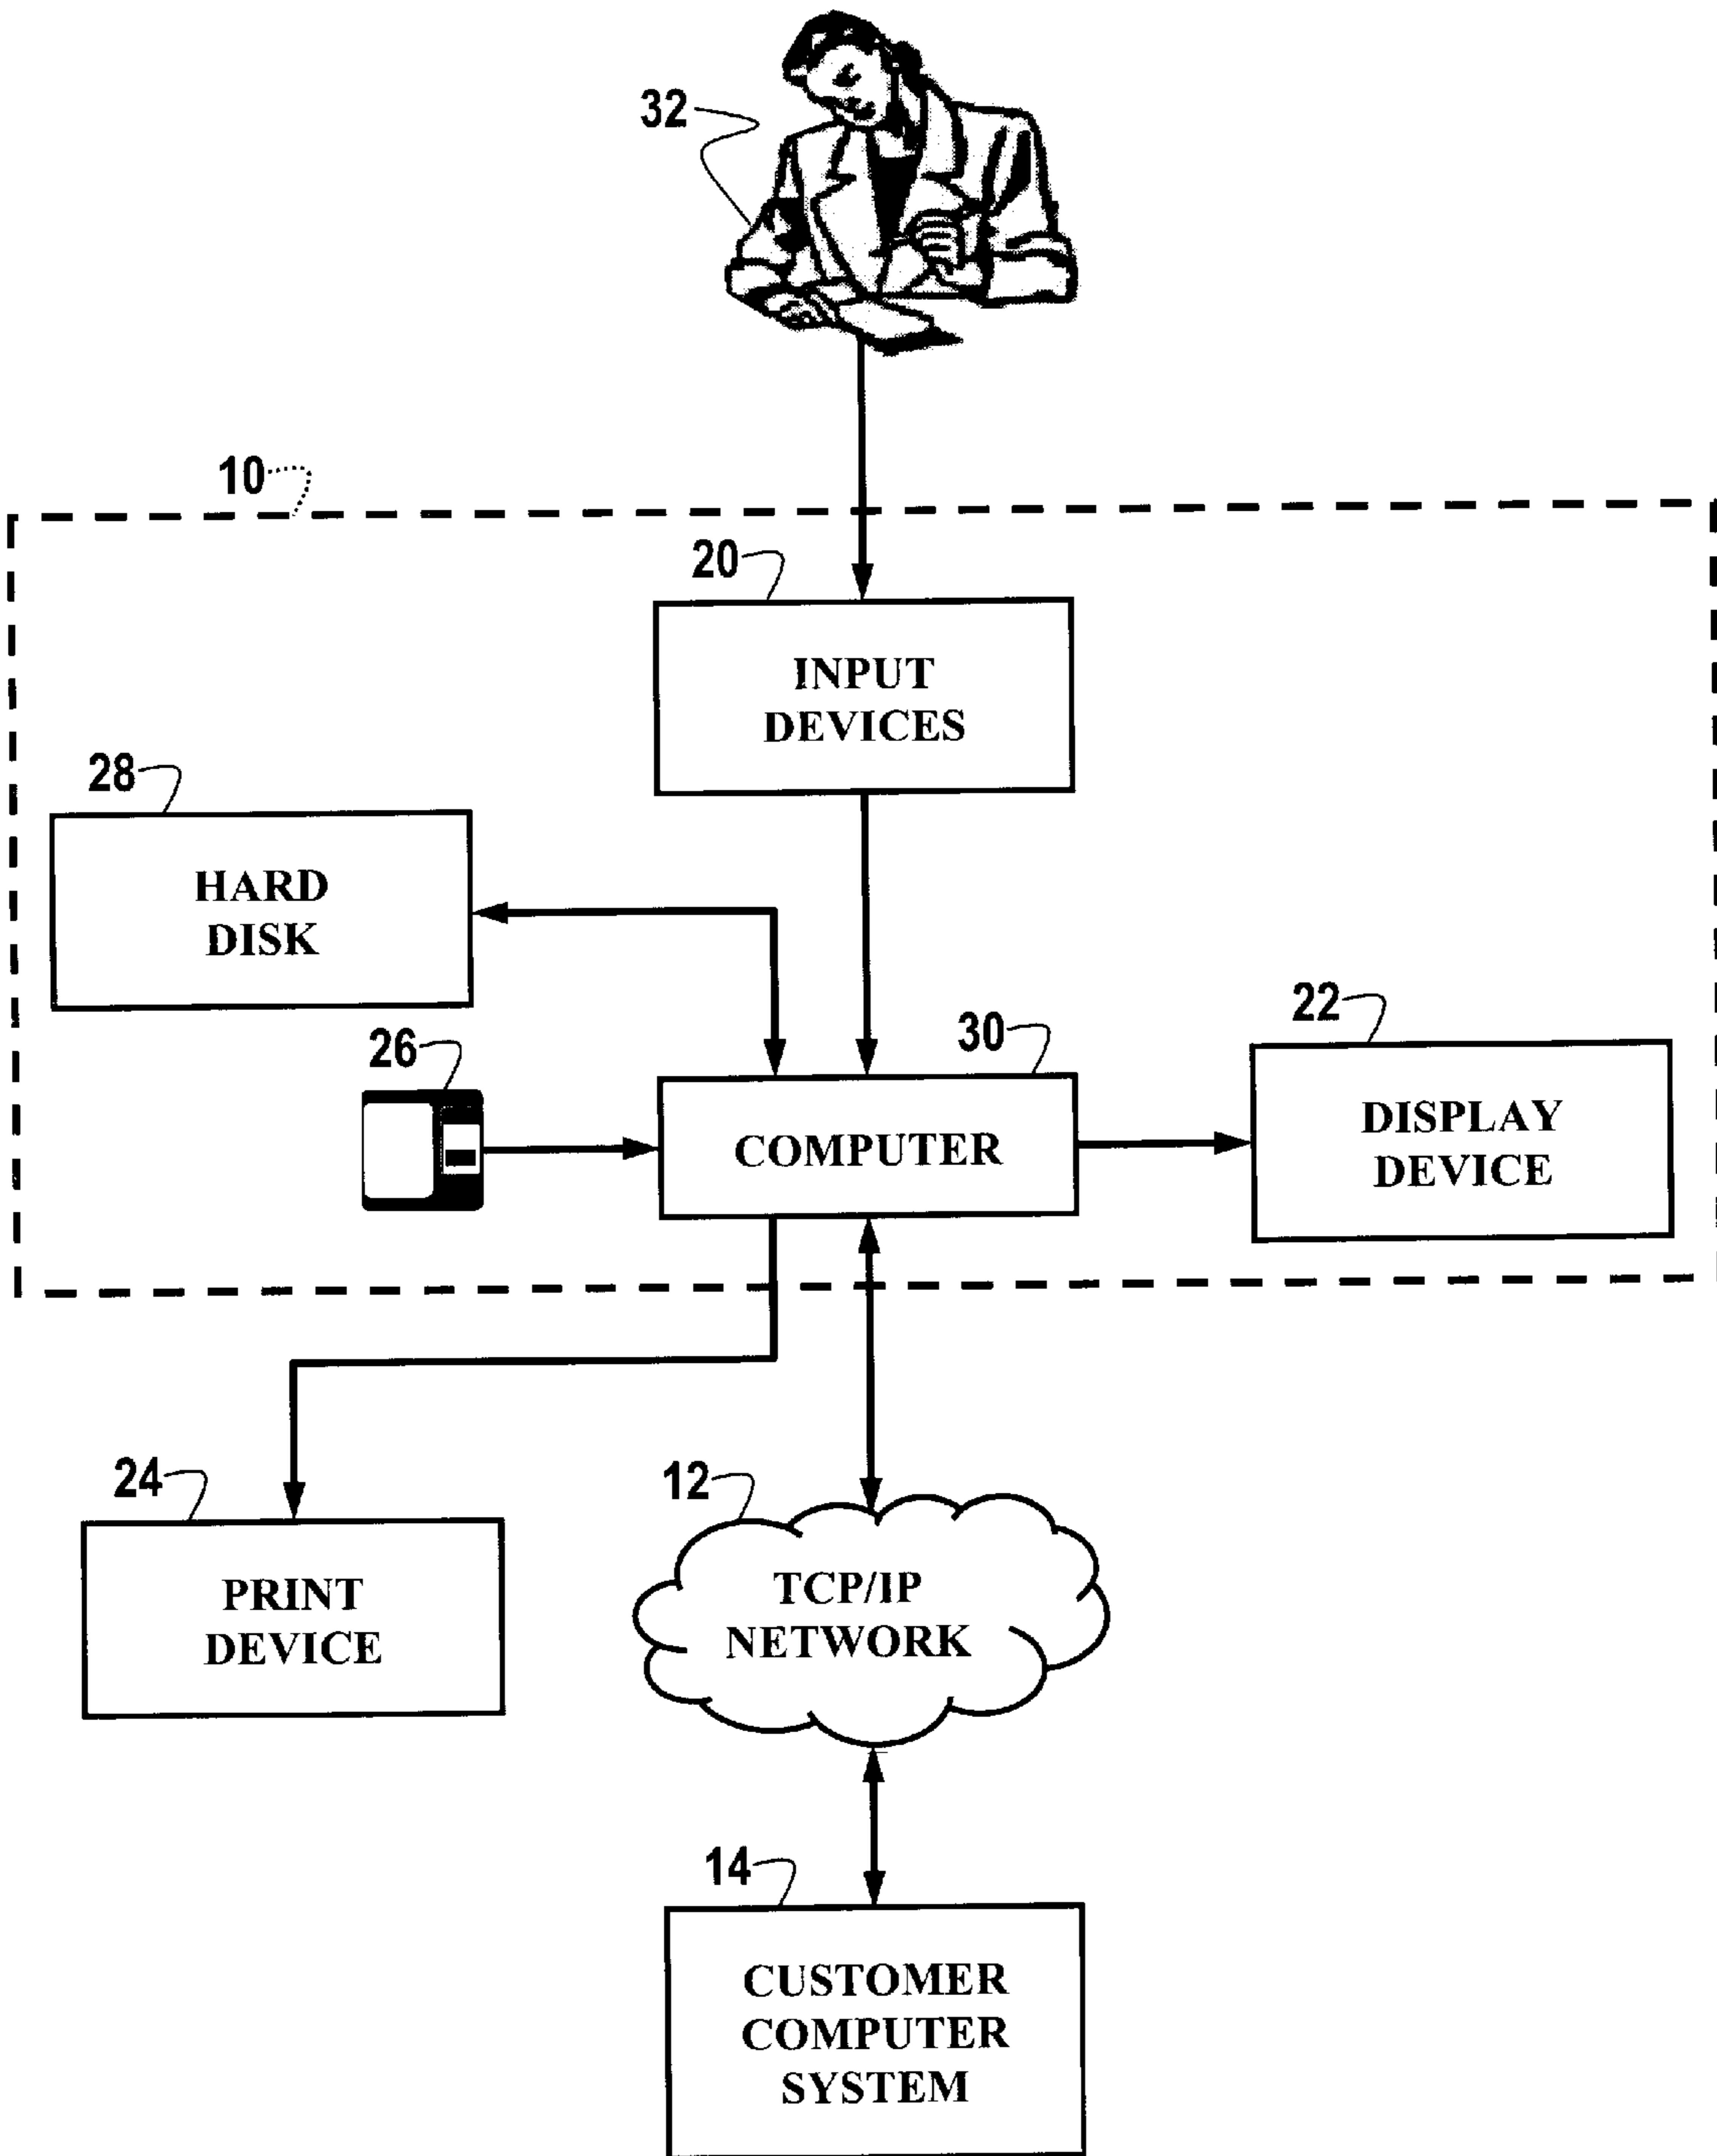 32
10
20
INPUT
DEVICES
28
HARD
DISK
26
30
COMPUTER
22
DISPLAY
DEVICE
24
PRINT
DEVICE
12
TCP/IP
NETWORK
14
CUSTOMER
COMPUTER
SYSTEM